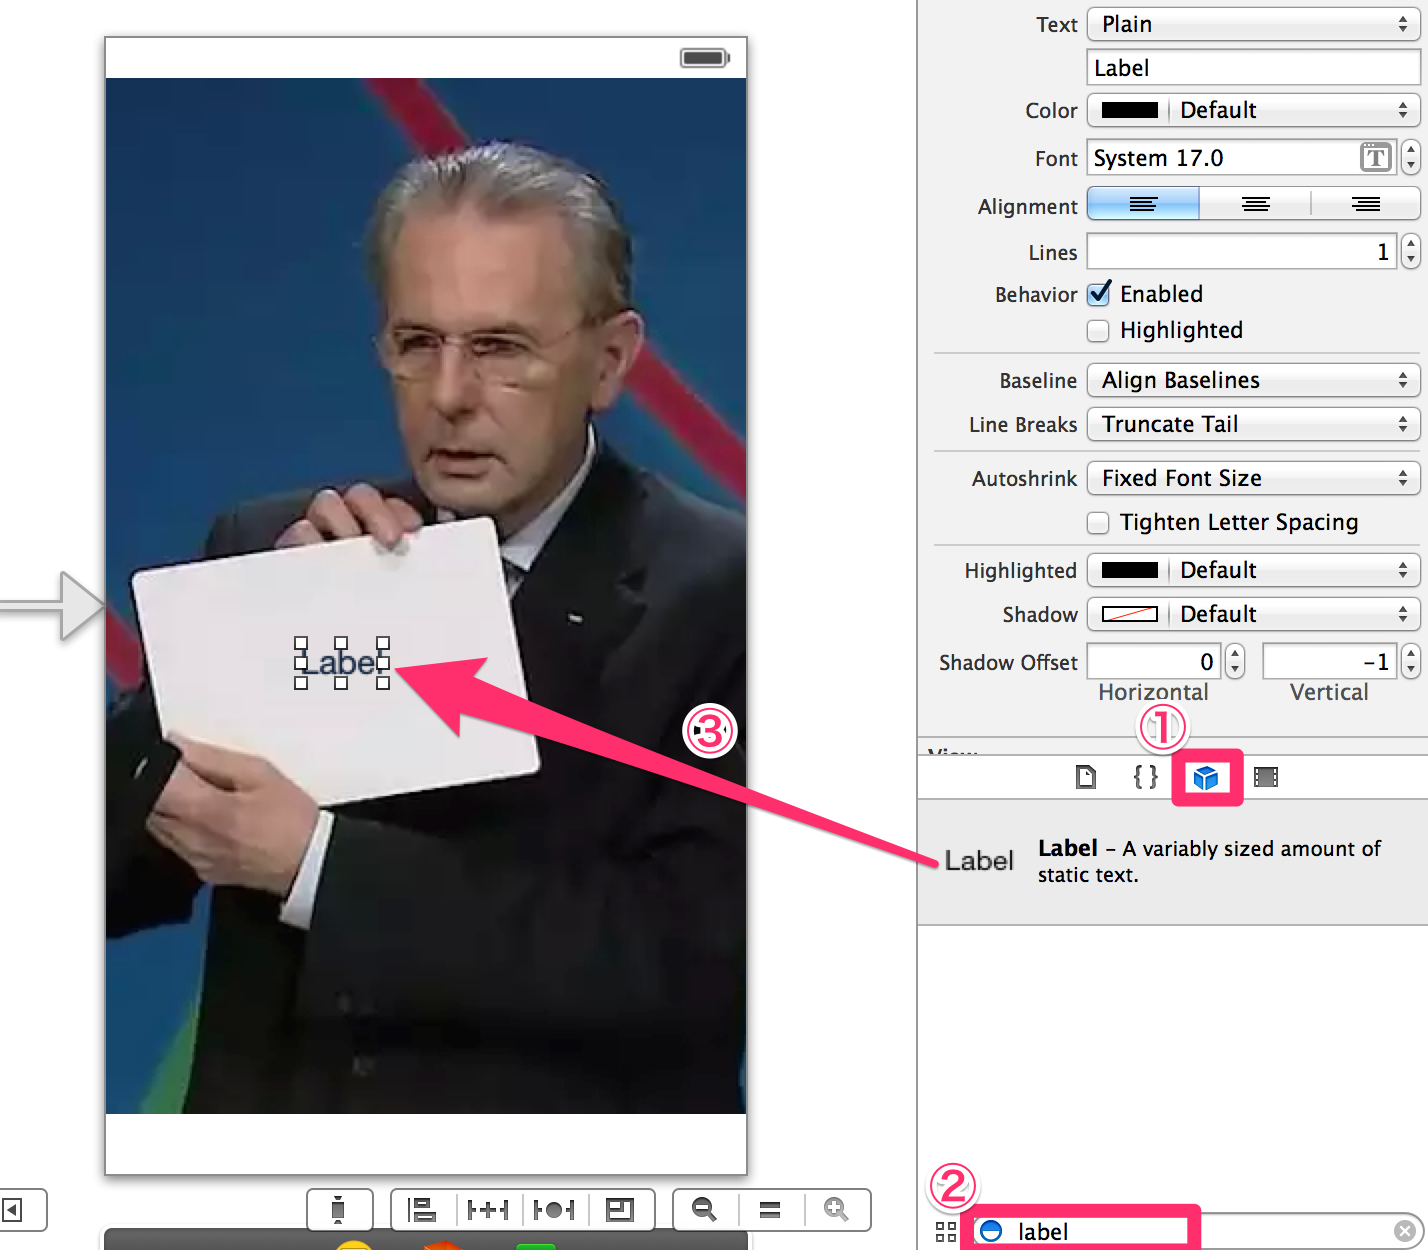 Text Plain
Label
Color Default
Font System 17.0 T
Alignment
Lines 1
Behavior Enabled
Highlighted
Baseline Align Baselines
Line Breaks Truncate Tail
Autoshrink Fixed Font Size
Tighten Letter Spacing
Highlighted Default
Shadow Default
Shadow Offset 0 -1
Horizontal Vertical
①
View
{ }
Label Label – A variably sized amount of
static text.
② label
Label
③